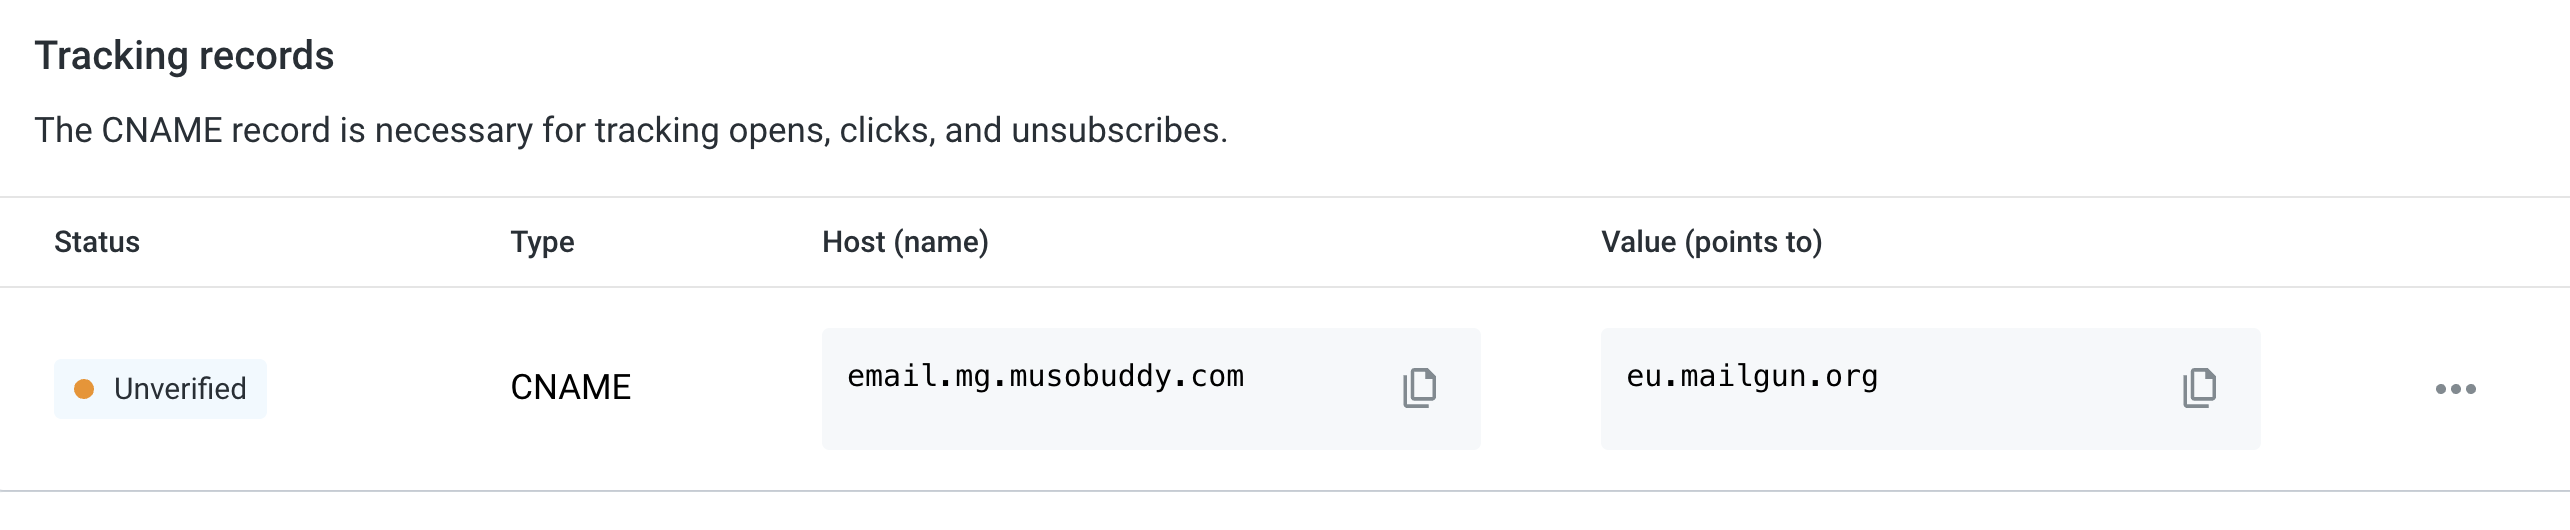 Tracking records
The CNAME record is necessary for tracking opens, clicks, and unsubscribes.
Status Type Host (name) Value (points to)
Unverified CNAME email.mg.musobuddy.com eu.mailgun.org